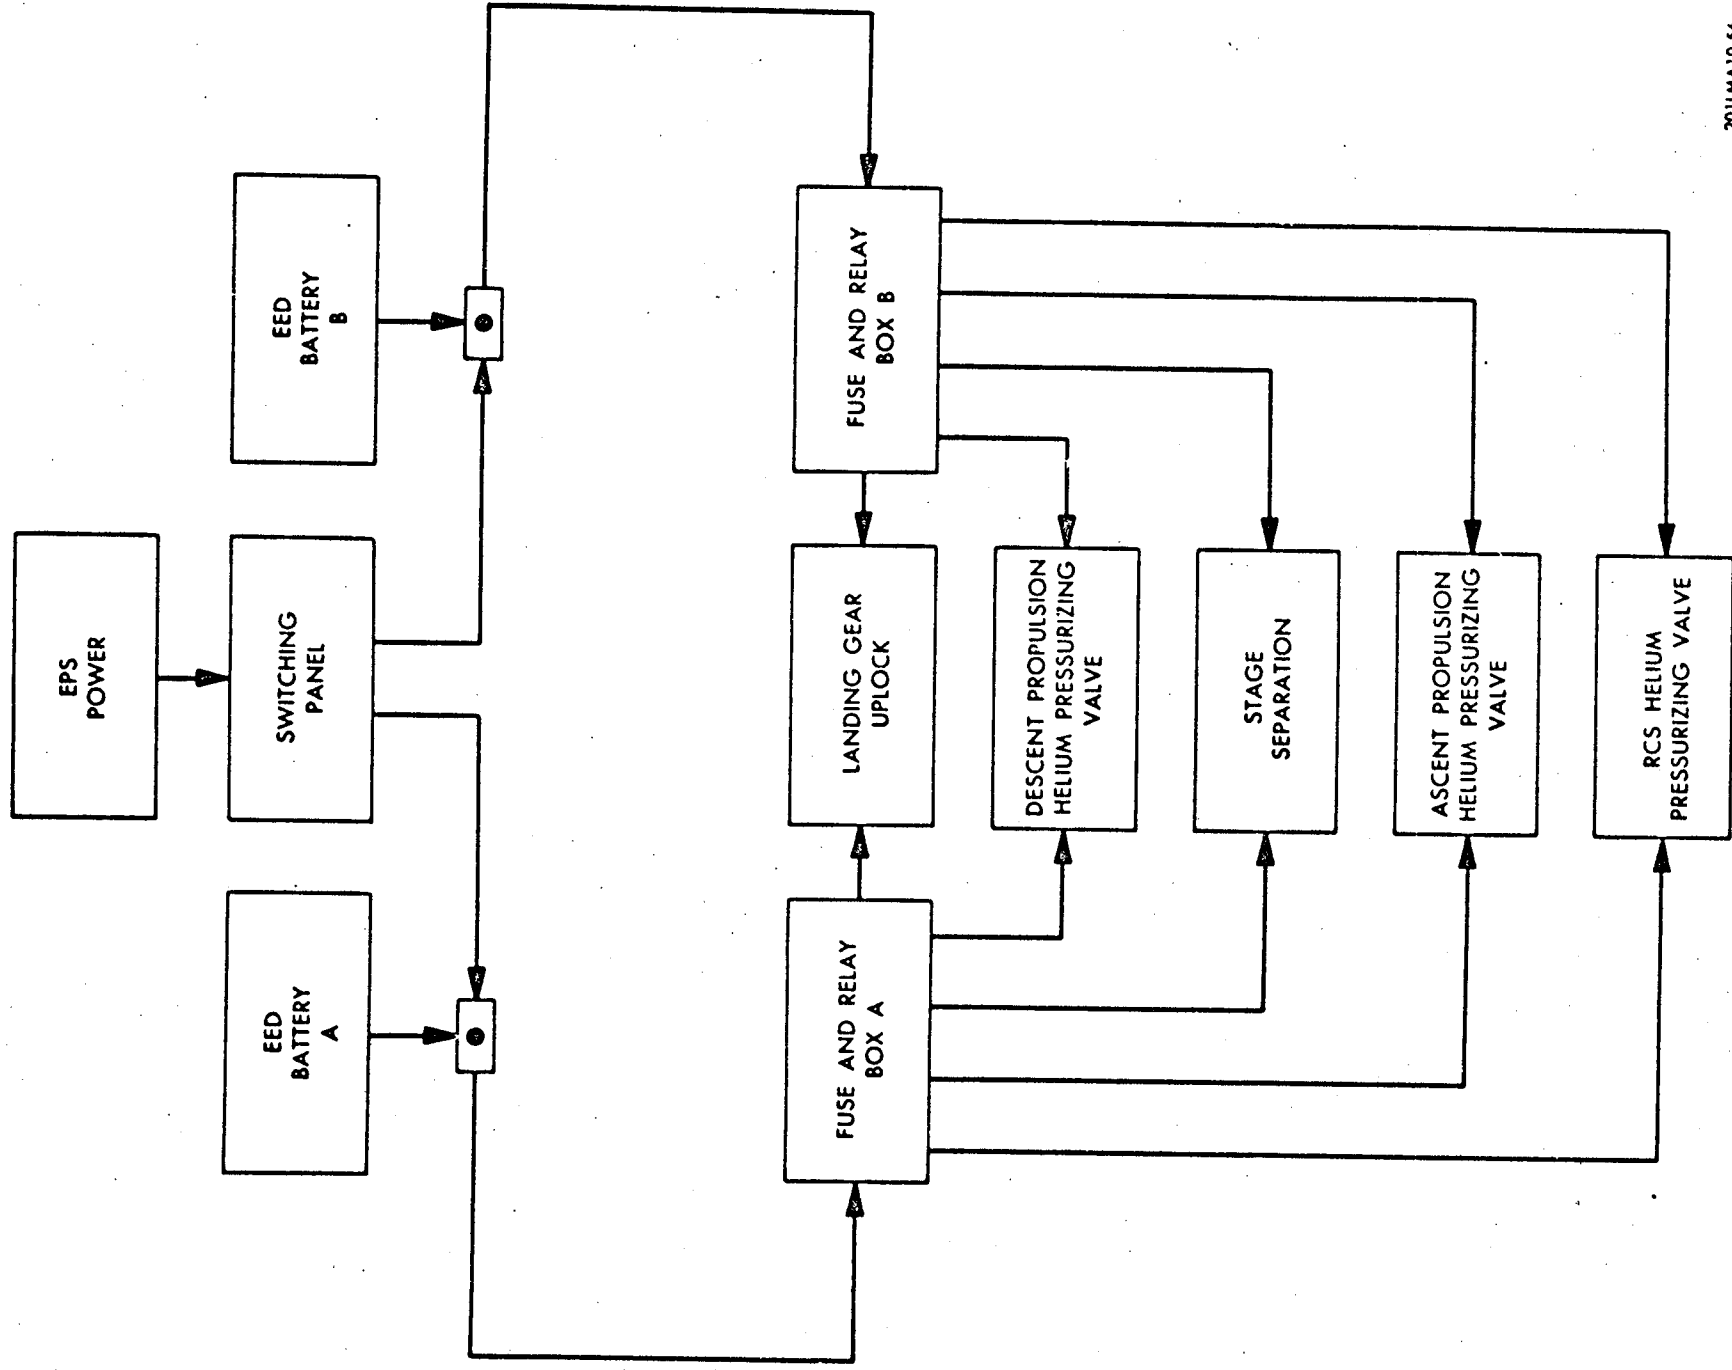 EPS
POWER
EED
BATTERY
A
SWITCHING
PANEL
EED
BATTERY
B
FUSE AND RELAY
BOX A
LANDING GEAR
UPLOCK
FUSE AND RELAY
BOX B
DESCENT PROPULSION
HELIUM PRESSURIZING
VALVE
STAGE
SEPARATION
ASCENT PROPULSION
HELIUM PRESSURIZING
VALVE
RCS HELIUM
PRESSURIZING VALVE